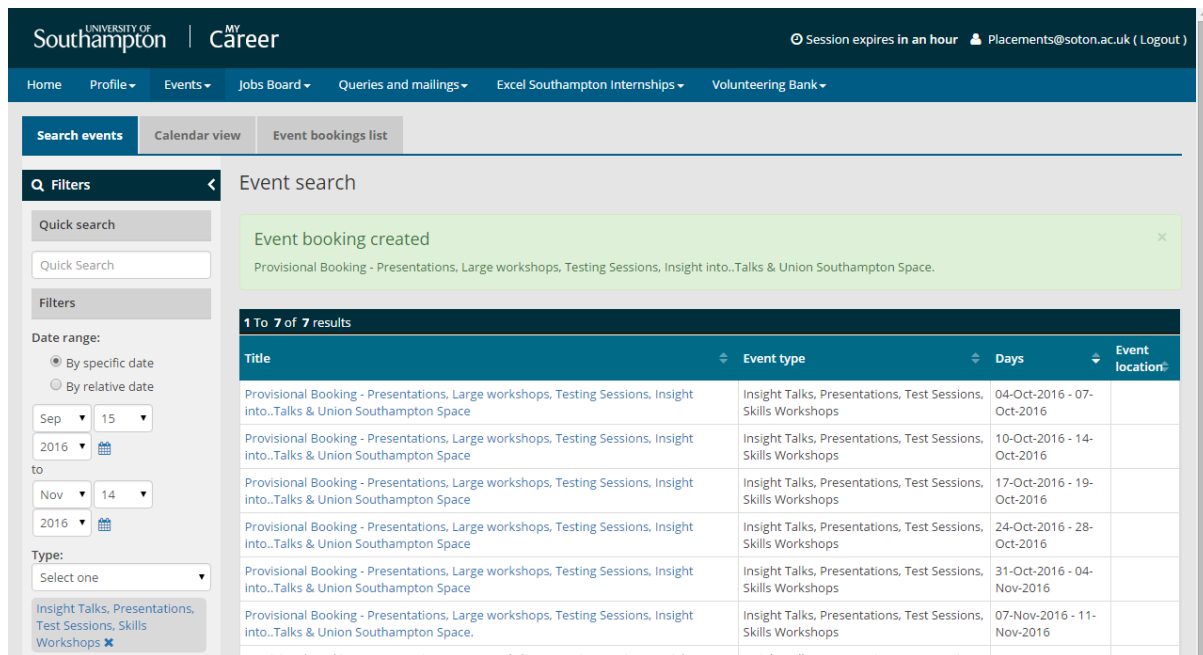 UNIVERSITY OF
Southampton
MY
Career
Session expires in an hour Placements@soton.ac.uk ( Logout )
Home Profile Events Jobs Board Queries and mailings Excel Southampton Internships Volunteering Bank
Search events Calendar view Event bookings list
Filters
Quick search
Quick Search
Filters
Date range:
By specific date
By relative date
Sep 15
2016
to
Nov 14
2016
Type:
Select one
Insight Talks, Presentations,
Test Sessions, Skills
Workshops
Event search
Event booking created
Provisional Booking - Presentations, Large workshops, Testing Sessions, Insight into..Talks & Union Southampton Space.
1 To 7 of 7 results
Title Event type Days Event
location
Provisional Booking - Presentations, Large workshops, Testing Sessions, Insight Insight Talks, Presentations, Test Sessions, 04-Oct-2016 - 07-
into..Talks & Union Southampton Space Skills Workshops Oct-2016
Provisional Booking - Presentations, Large workshops, Testing Sessions, Insight Insight Talks, Presentations, Test Sessions, 10-Oct-2016 - 14-
into..Talks & Union Southampton Space Skills Workshops Oct-2016
Provisional Booking - Presentations, Large workshops, Testing Sessions, Insight Insight Talks, Presentations, Test Sessions, 17-Oct-2016 - 19-
into..Talks & Union Southampton Space Skills Workshops Oct-2016
Provisional Booking - Presentations, Large workshops, Testing Sessions, Insight Insight Talks, Presentations, Test Sessions, 24-Oct-2016 - 28-
into..Talks & Union Southampton Space Skills Workshops Oct-2016
Provisional Booking - Presentations, Large workshops, Testing Sessions, Insight Insight Talks, Presentations, Test Sessions, 31-Oct-2016 - 04-
into..Talks & Union Southampton Space Skills Workshops Nov-2016
Provisional Booking - Presentations, Large workshops, Testing Sessions, Insight Insight Talks, Presentations, Test Sessions, 07-Nov-2016 - 11-
into..Talks & Union Southampton Space. Skills Workshops Nov-2016